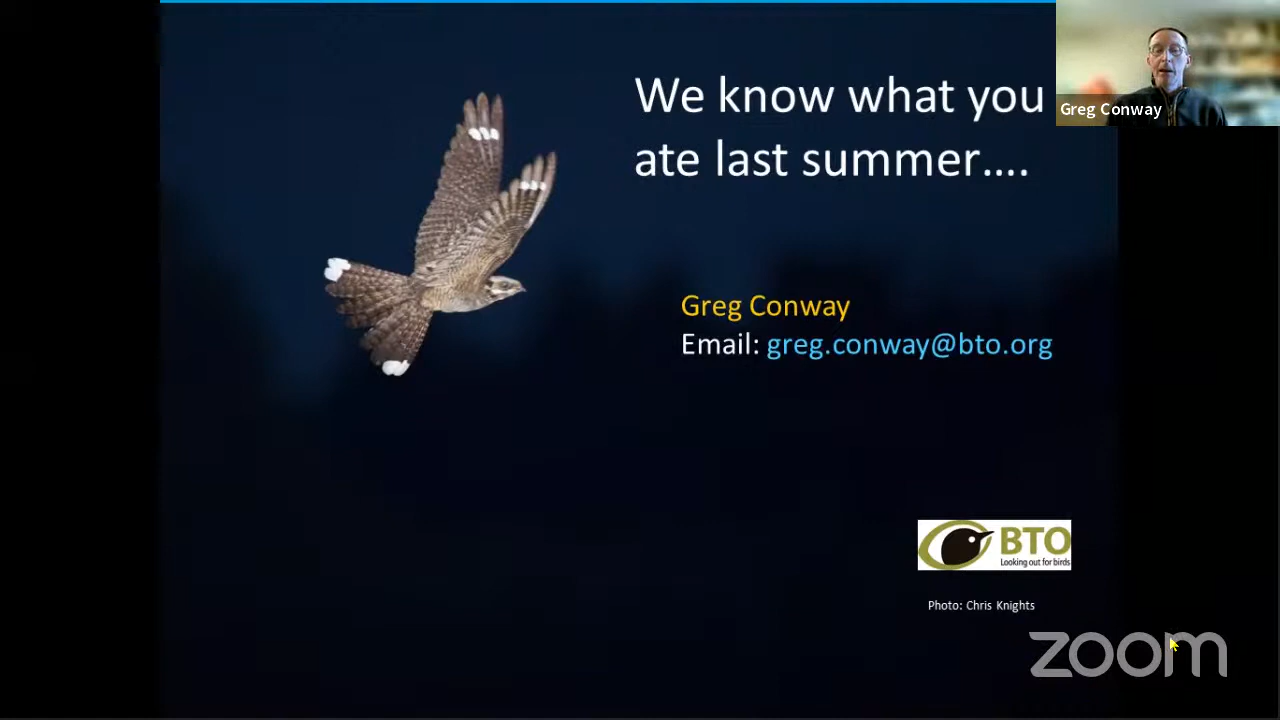 We know what you
ate last summer....
Greg Conway
Greg Conway
Email: greg.conway@bto.org
BTO
Looking out for birds
Photo: Chris Knights
zoom